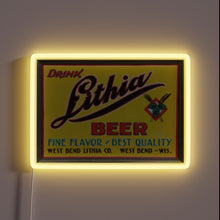 DRINK
Lithia
BEER
FINE FLAVOR • BEST QUALITY
WEST BEND LITHIA CO. WEST BEND - WIS.